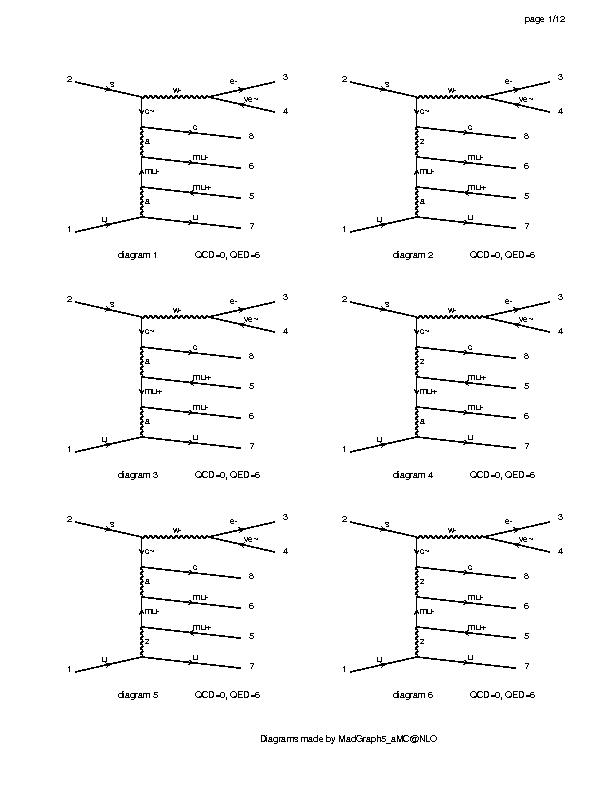 page 1/12
2 s w- e- 3
ve~ 4
c~
c 8
a
mu- 6
mu-
mu+ 5
a
u u 7
1
diagram 1 QCD=0, QED=6
2 s w- e- 3
ve~ 4
c~
c 8
z
mu- 6
mu-
mu+ 5
a
u u 7
1
diagram 2 QCD=0, QED=6
2 s w- e- 3
ve~ 4
c~
c 8
a
mu+ 5
mu+
mu- 6
a
u u 7
1
diagram 3 QCD=0, QED=6
2 s w- e- 3
ve~ 4
c~
c 8
z
mu+ 5
mu+
mu- 6
a
u u 7
1
diagram 4 QCD=0, QED=6
2 s w- e- 3
ve~ 4
c~
c 8
a
mu- 6
mu-
mu+ 5
z
u u 7
1
diagram 5 QCD=0, QED=6
2 s w- e- 3
ve~ 4
c~
c 8
z
mu- 6
mu-
mu+ 5
z
u u 7
1
diagram 6 QCD=0, QED=6
Diagrams made by MadGraph5_aMC@NLO